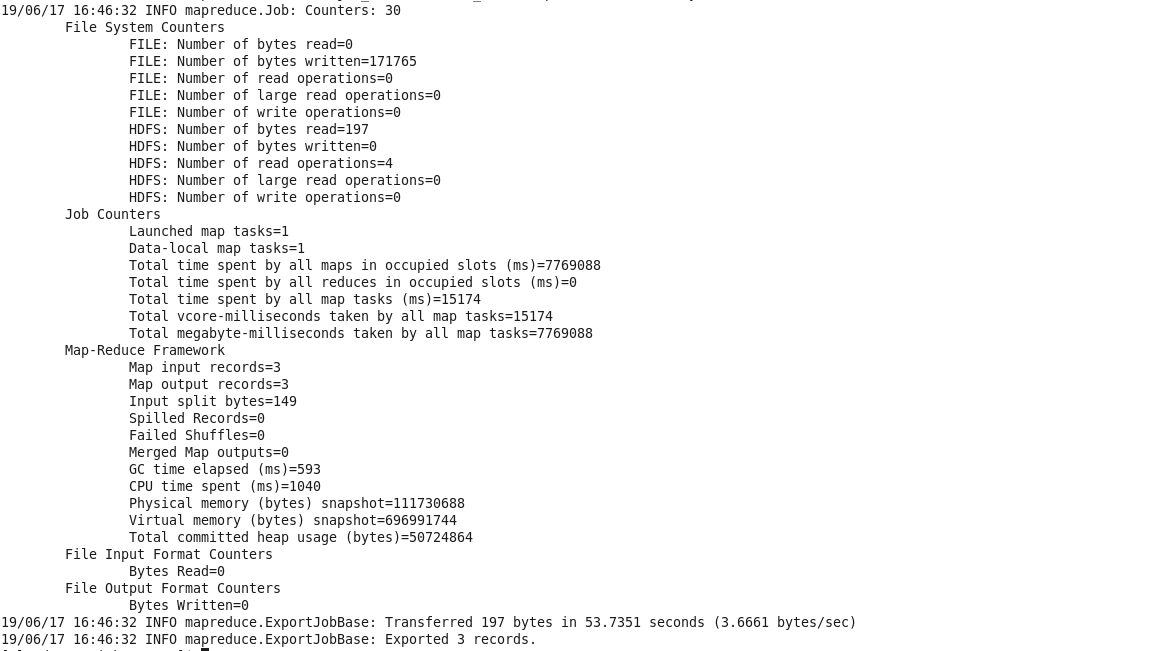 19/06/17 16:46:32 INFO mapreduce.Job: Counters: 30
File System Counters
FILE: Number of bytes read=0
FILE: Number of bytes written=171765
FILE: Number of read operations=0
FILE: Number of large read operations=0
FILE: Number of write operations=0
HDFS: Number of bytes read=197
HDFS: Number of bytes written=0
HDFS: Number of read operations=4
HDFS: Number of large read operations=0
HDFS: Number of write operations=0
Job Counters
Launched map tasks=1
Data-local map tasks=1
Total time spent by all maps in occupied slots (ms)=7769088
Total time spent by all reduces in occupied slots (ms)=0
Total time spent by all map tasks (ms)=15174
Total vcore-milliseconds taken by all map tasks=15174
Total megabyte-milliseconds taken by all map tasks=7769088
Map-Reduce Framework
Map input records=3
Map output records=3
Input split bytes=149
Spilled Records=0
Failed Shuffles=0
Merged Map outputs=0
GC time elapsed (ms)=593
CPU time spent (ms)=1040
Physical memory (bytes) snapshot=111730688
Virtual memory (bytes) snapshot=696991744
Total committed heap usage (bytes)=50724864
File Input Format Counters
Bytes Read=0
File Output Format Counters
Bytes Written=0
19/06/17 16:46:32 INFO mapreduce.ExportJobBase: Transferred 197 bytes in 53.7351 seconds (3.6661 bytes/sec)
19/06/17 16:46:32 INFO mapreduce.ExportJobBase: Exported 3 records.